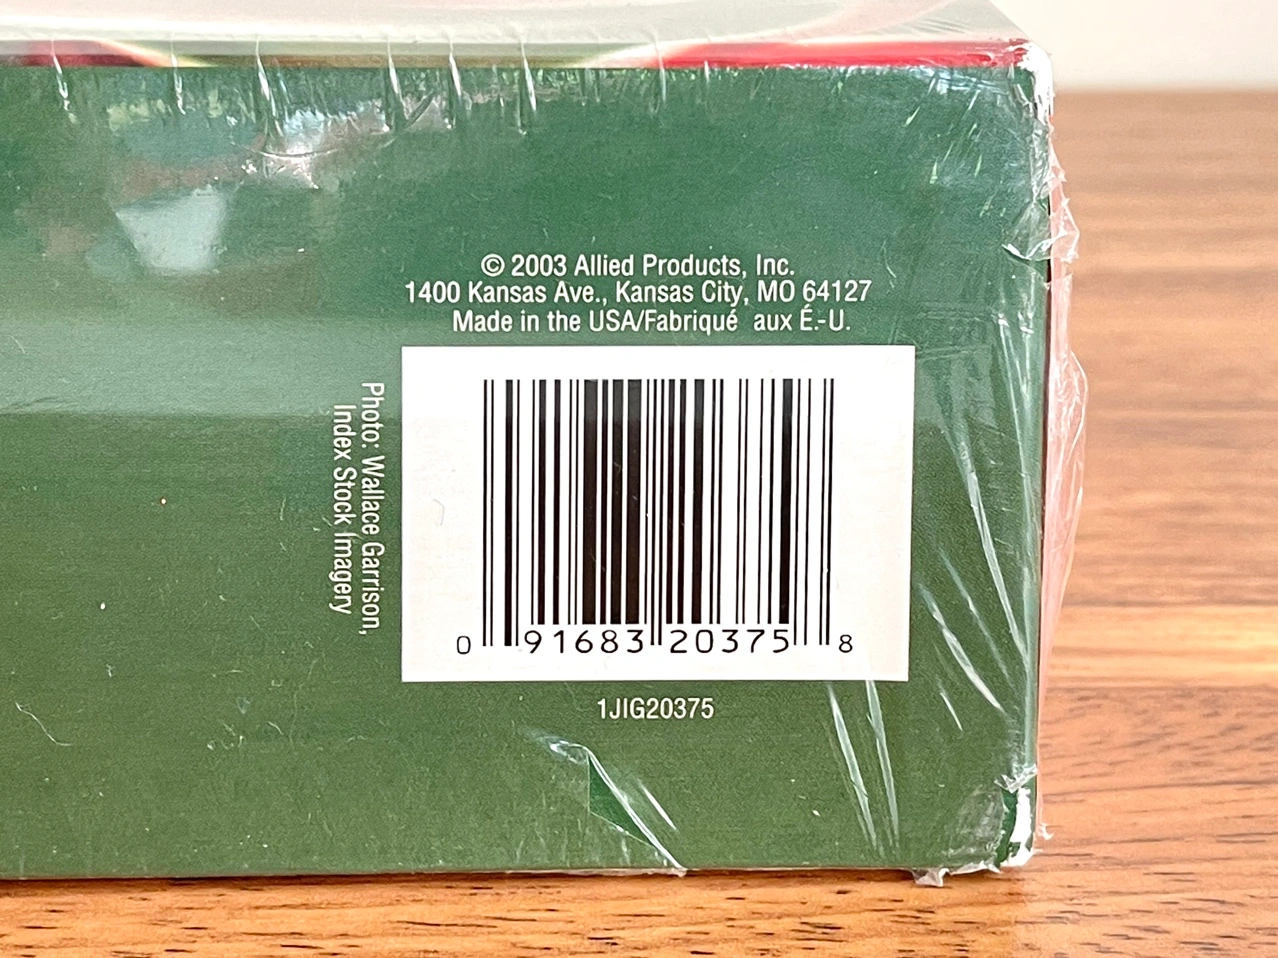 © 2003 Allied Products, Inc.
1400 Kansas Ave., Kansas City, MO 64127
Made in the USA/Fabriqué aux É.-U.
Photo: Wallace Garrison,
Index Stock Imagery
0 91683 20375 8
1JIG20375